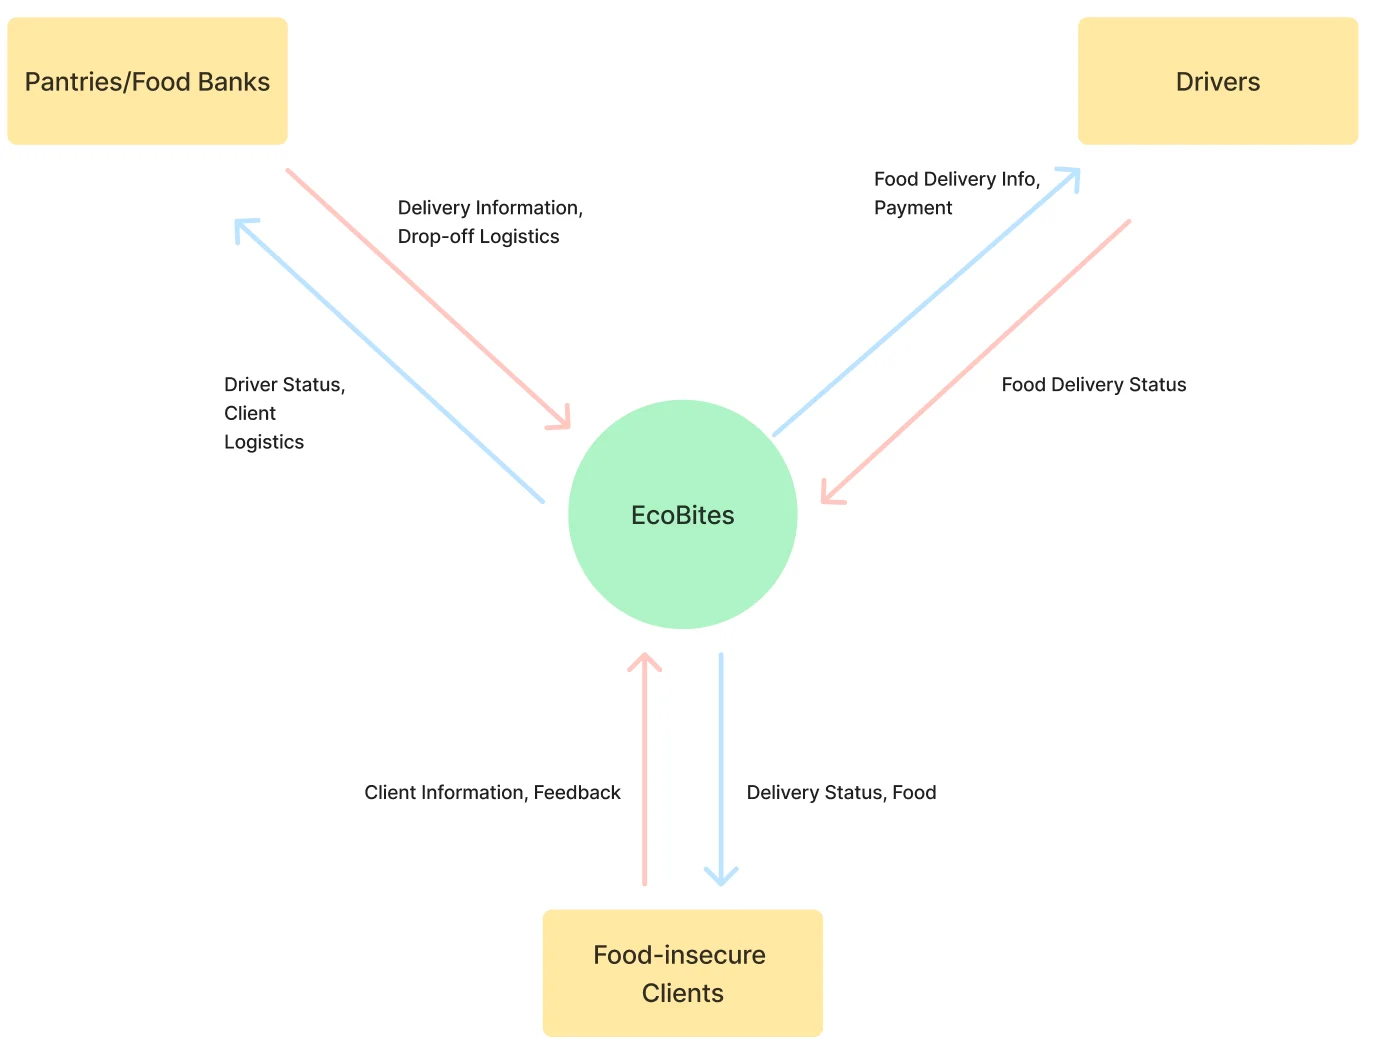 Pantries/Food Banks
Drivers
Food Delivery Info,
Payment
Delivery Information,
Drop-off Logistics
Driver Status,
Client
Logistics
Food Delivery Status
EcoBites
Client Information, Feedback
Delivery Status, Food
Food-insecure
Clients